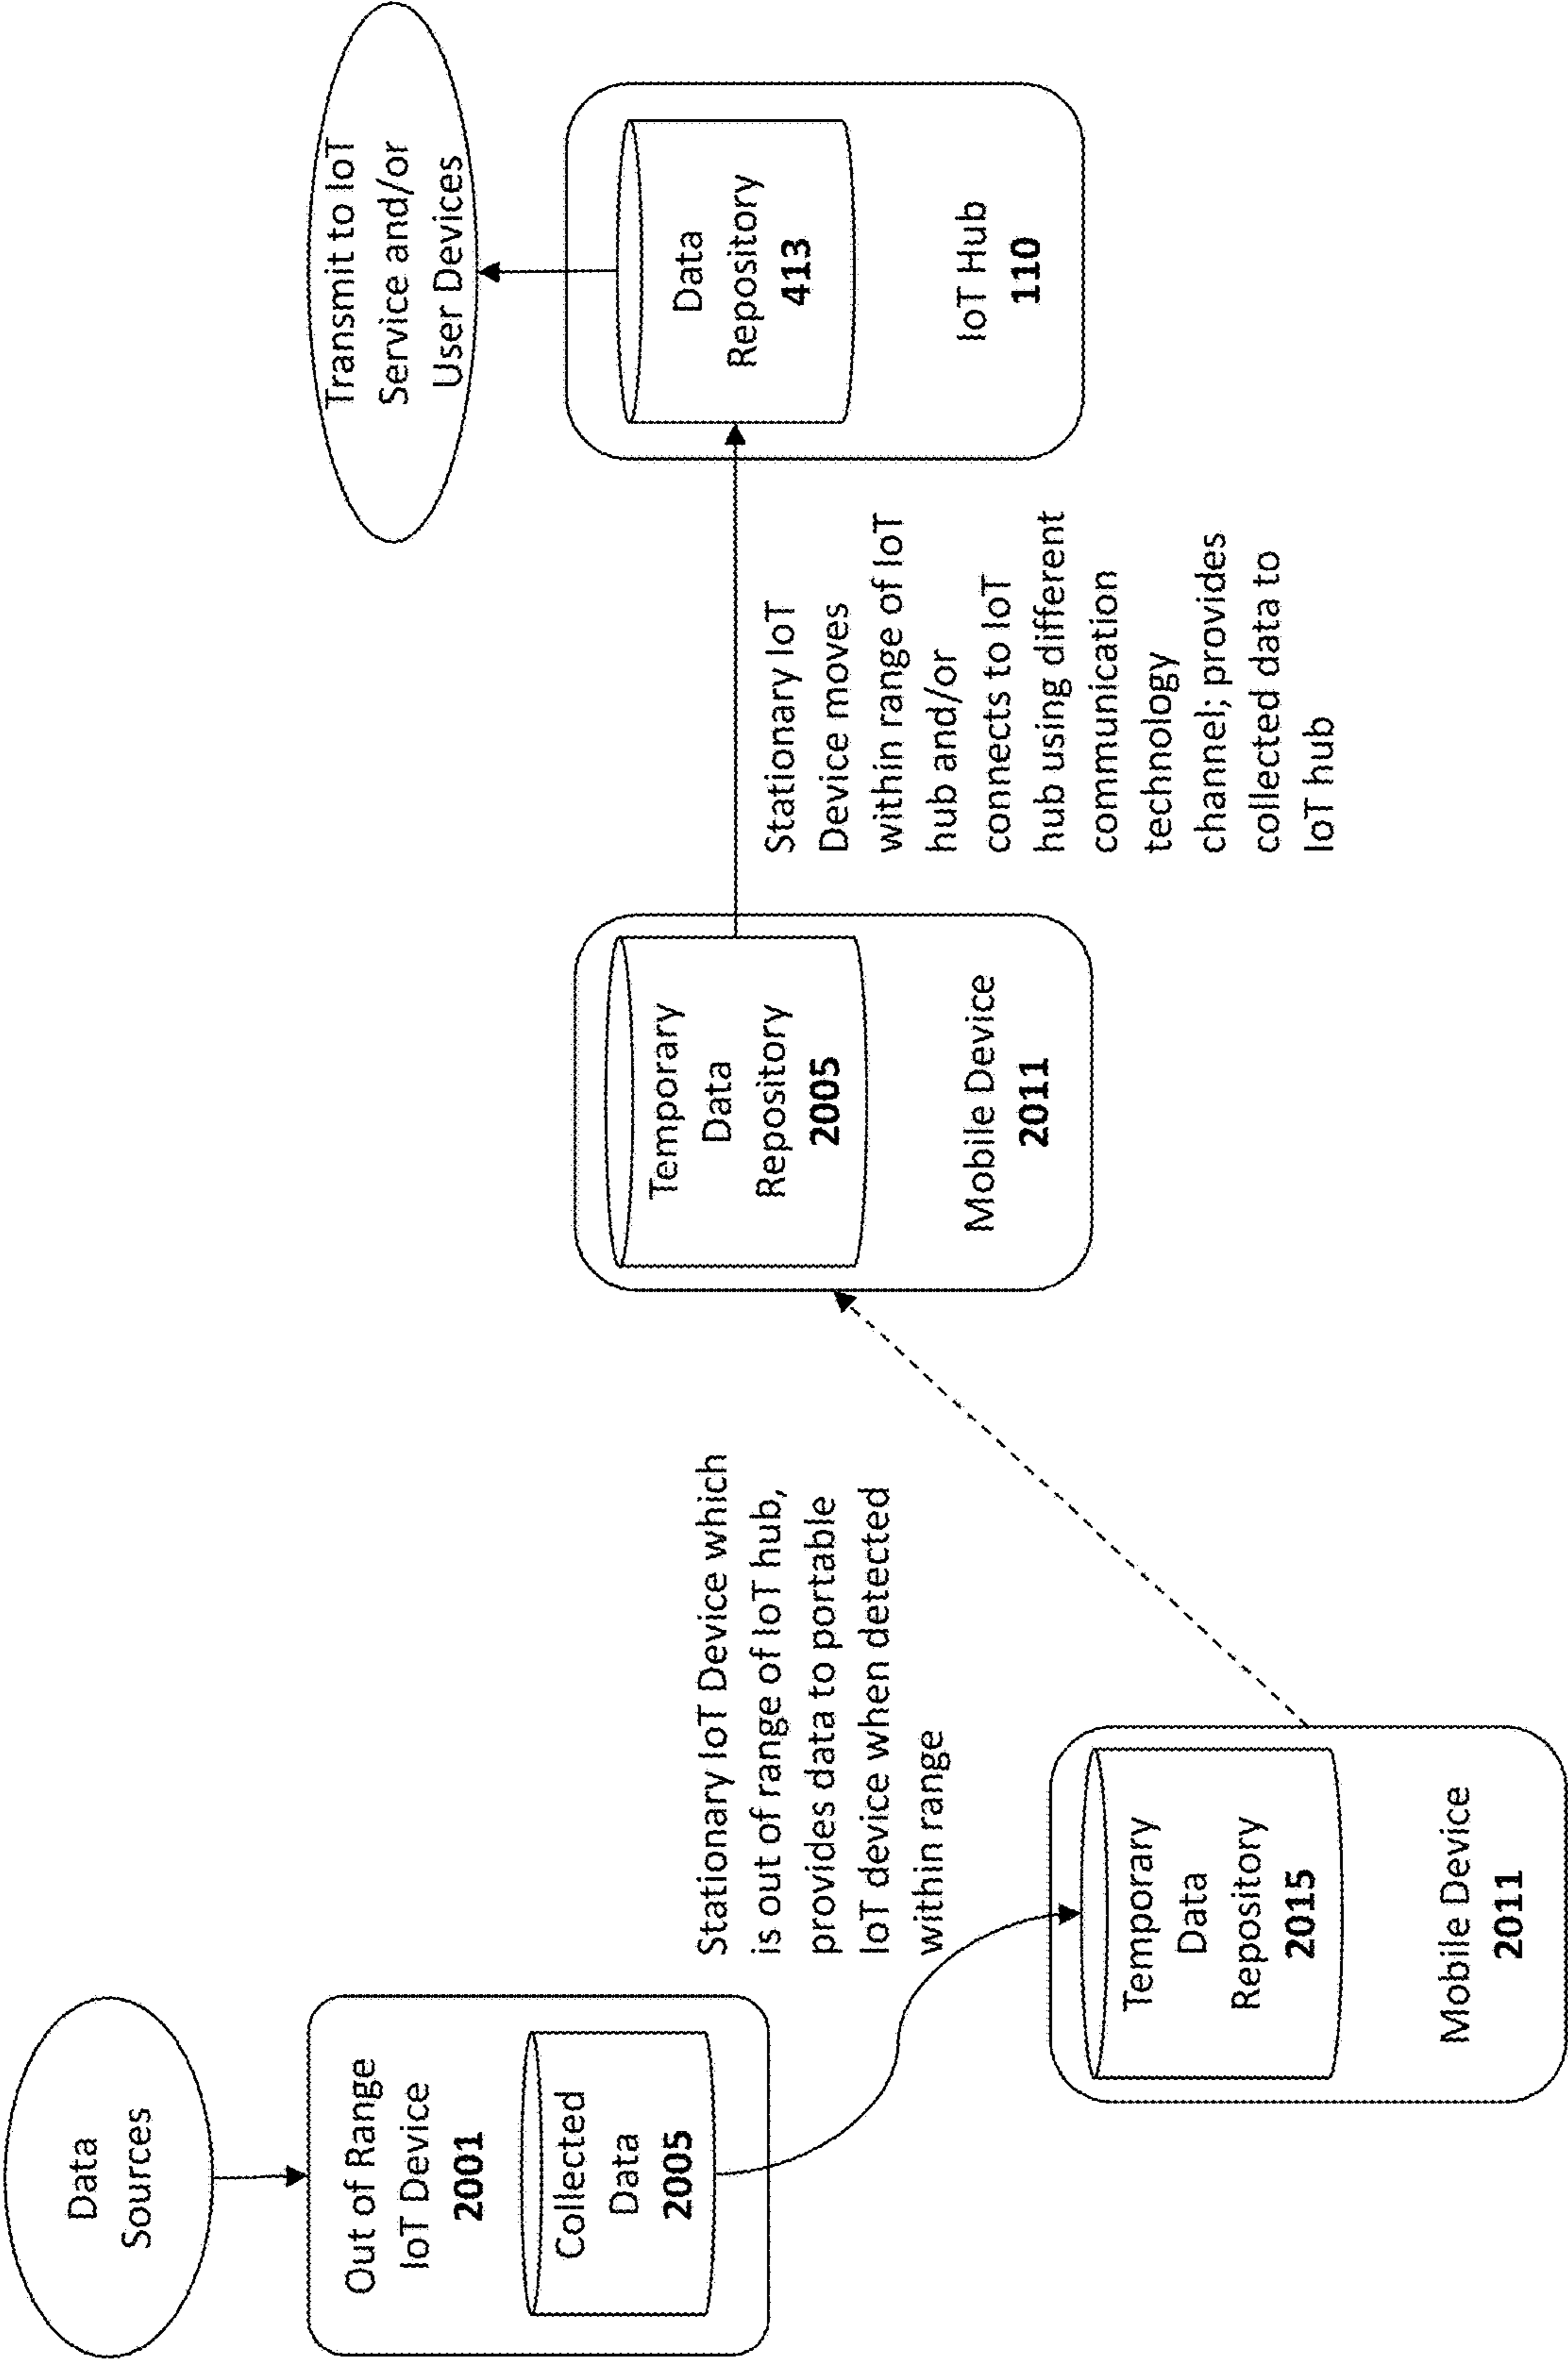 Data
Sources
Out of Range
IoT Device
2001
Collected
Data
2005
Stationary IoT Device which
is out of range of IoT hub,
provides data to portable
IoT device when detected
within range
Temporary
Data
Repository
2015
Mobile Device
2011
Temporary
Data
Repository
2005
Mobile Device
2011
Stationary IoT
Device moves
within range of IoT
hub and/or
connects to IoT
hub using different
communication
technology
channel; provides
collected data to
IoT hub
Transmit to IoT
Service and/or
User Devices
Data
Repository
413
IoT Hub
110